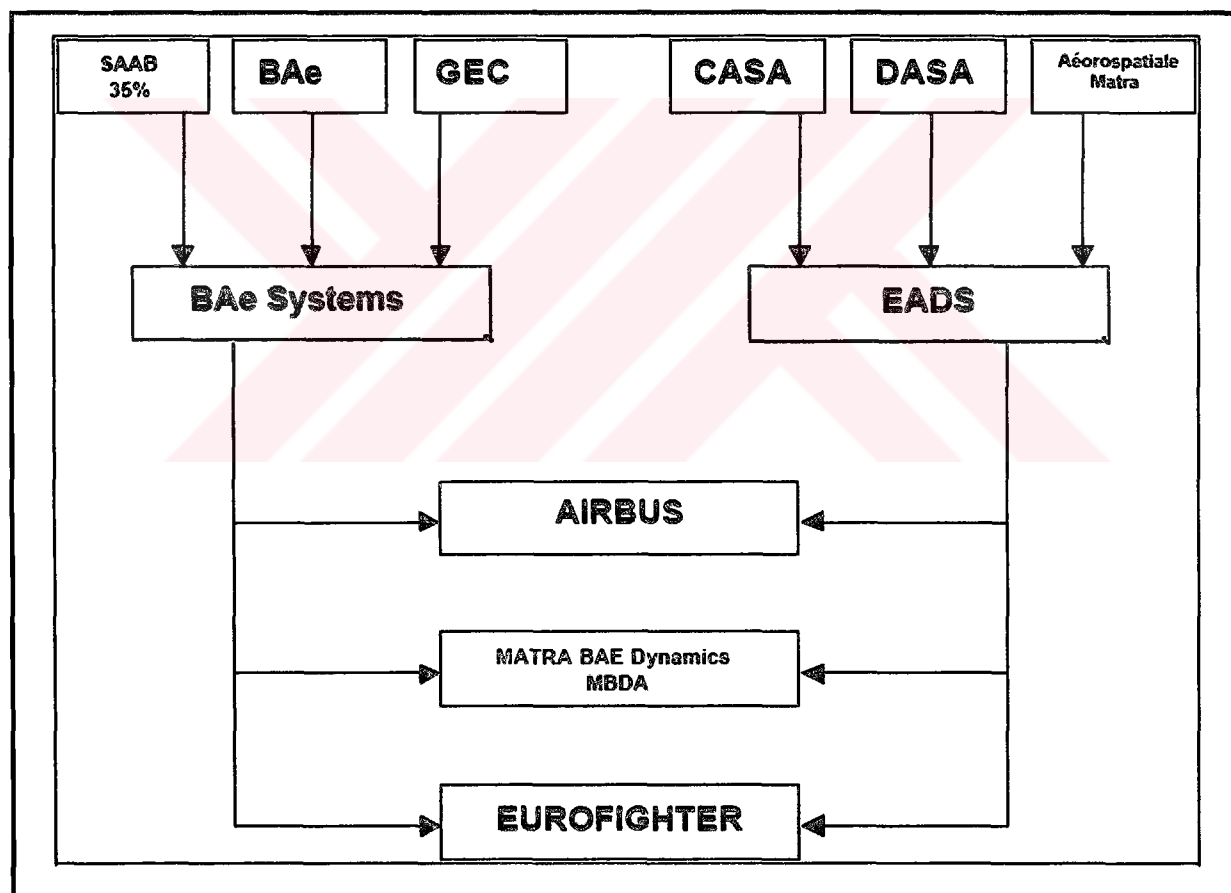 SAAB
35%
BAe
GEC
CASA
DASA
Aéorospatiale
Matra
BAe Systems
EADS
AIRBUS
MATRA BAE Dynamics
MBDA
EUROFIGHTER